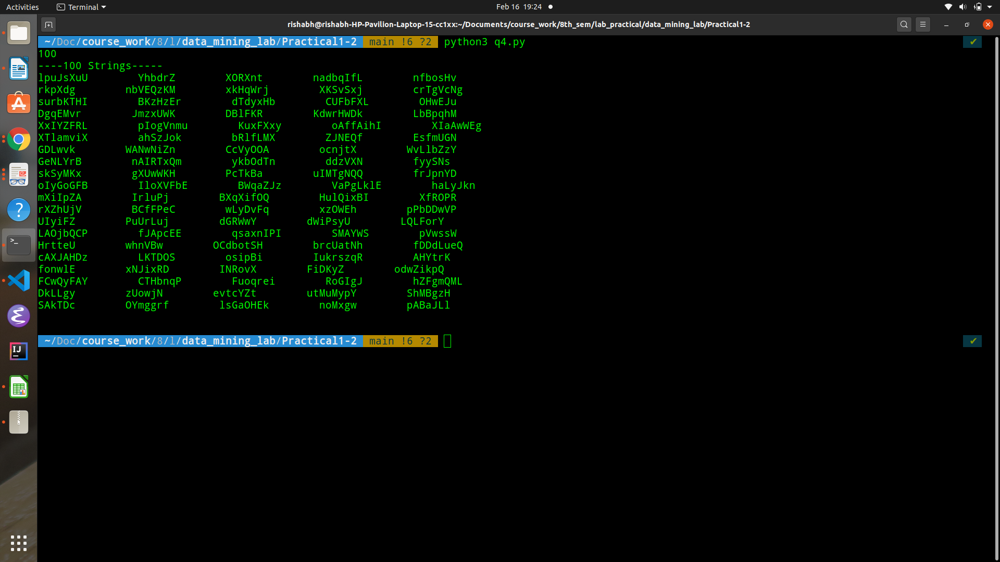 Activities Terminal Feb 16 19:24
rishabh@rishabh-HP-Pavilion-Laptop-15-cc1xx:~/Documents/course_work/8th_sem/lab_practical/data_mining_lab/Practical1-2
~/Doc/course_work/8/l/data_mining_lab/Practical1-2 main !6 ?2 python3 q4.py ✔
100
----100 Strings-----
lpuJsXuU YhbdrZ XORXnt nadbqIfL nfbosHv
rkpXdg nbVEQzKM xkHqWrj XKSvSxj crTgVcNg
surbKTHI BKzHzEr dTdyxHb CUFbFXL OHwEJu
DgqEMvr JmzxUWK DBlFKR KdwrHWDk LbBpqhM
XxIYZFRL pIogVnmu KuxFXxy oAffAihI XIaAwWEg
XTlamviX ahSzJok bRlfLMX ZJNEQf EsfmUGN
GDLwvk WANwNiZn CcVyOOA ocnjtX WvLlbZzY
GeNLYrB nAIRTxQm ykbOdTn ddzVXN fyySNs
skSyMKx gXUwWKH PcTkBa uIMTgNQQ frJpnYD
oIyGoGFB IloXVFbE BWqaZJz VaPgLklE haLyJkn
mXiIpZA IrluPj BXqXifOQ HulQixBI XfROPR
rXZhUjV BCfFPeC wLyDvFq xzOWEh pPbDDwVP
UIyiFZ PuUrLuj dGRWwY dWiPsyU LQLForY
LAOjbQCP fJApcEE qsaxnIPI SMAYWS pVwssW
HrtteU whnVBw OCdbotSH brcUatNh fDDdLueQ
cAXJAHDz LKTDOS osipBi IukrszqR AHYtrK
fonwlE xNJixRD INRovX FiDKyZ odwZikpQ
FCwQyFAY CTHbnqP Fuoqrei RoGIgJ hZFgmQML
DkLLgy zUowjN evtcYZt utMuMypY ShMBgzH
SAkTDc OYmggrf lsGaOHEk noMxgw pABaJLl
~/Doc/course_work/8/l/data_mining_lab/Practical1-2 main !6 ?2 ✔